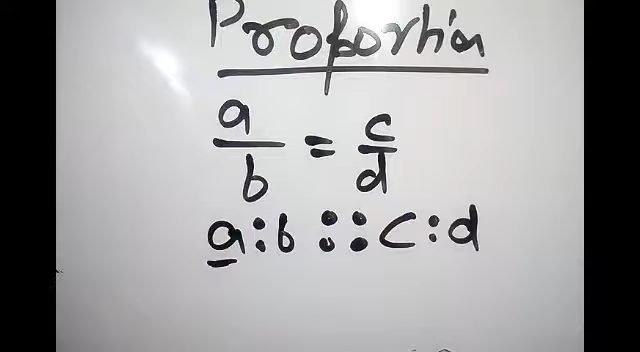 Proportion
a/b = c/d
a:b :: c:d